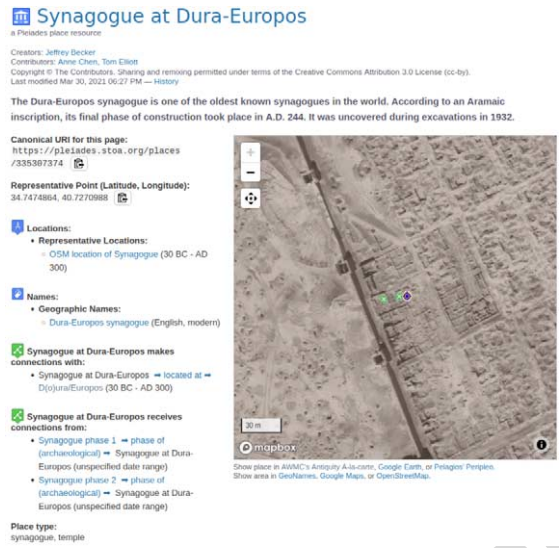 Synagogue at Dura-Europos
a Pleiades place resource
Creators: Jeffrey Becker
Contributors: Anne Chen, Tom Elliott
Copyright © The Contributors. Sharing and remixing permitted under terms of the Creative Commons Attribution 3.0 License (cc-by).
Last modified Mar 30, 2021 06:27 PM — History
The Dura-Europos synagogue is one of the oldest known synagogues in the world. According to an Aramaic
inscription, its final phase of construction took place in A.D. 244. It was uncovered during excavations in 1932.
Canonical URI for this page:
https://pleiades.stoa.org/places
/335307374
Representative Point (Latitude, Longitude):
34.7474864, 40.7270988
Locations:
• Representative Locations:
○ OSM location of Synagogue (30 BC - AD
300)
Names:
• Geographic Names:
○ Dura-Europos synagogue (English, modern)
Synagogue at Dura-Europos makes
connections with:
• Synagogue at Dura-Europos ➡ located at ➡
D(o)ura/Europos (30 BC - AD 300)
Synagogue at Dura-Europos receives
connections from:
• Synagogue phase 1 ➡ phase of
(archaeological) ➡ Synagogue at Dura-
Europos (unspecified date range)
• Synagogue phase 2 ➡ phase of
(archaeological) ➡ Synagogue at Dura-
Europos (unspecified date range)
Place type:
synagogue, temple
+
−
30 m
mapbox
Show place in AWMC's Antiquity À-la-carte, Google Earth, or Pelagios' Peripleo.
Show area in GeoNames, Google Maps, or OpenStreetMap.